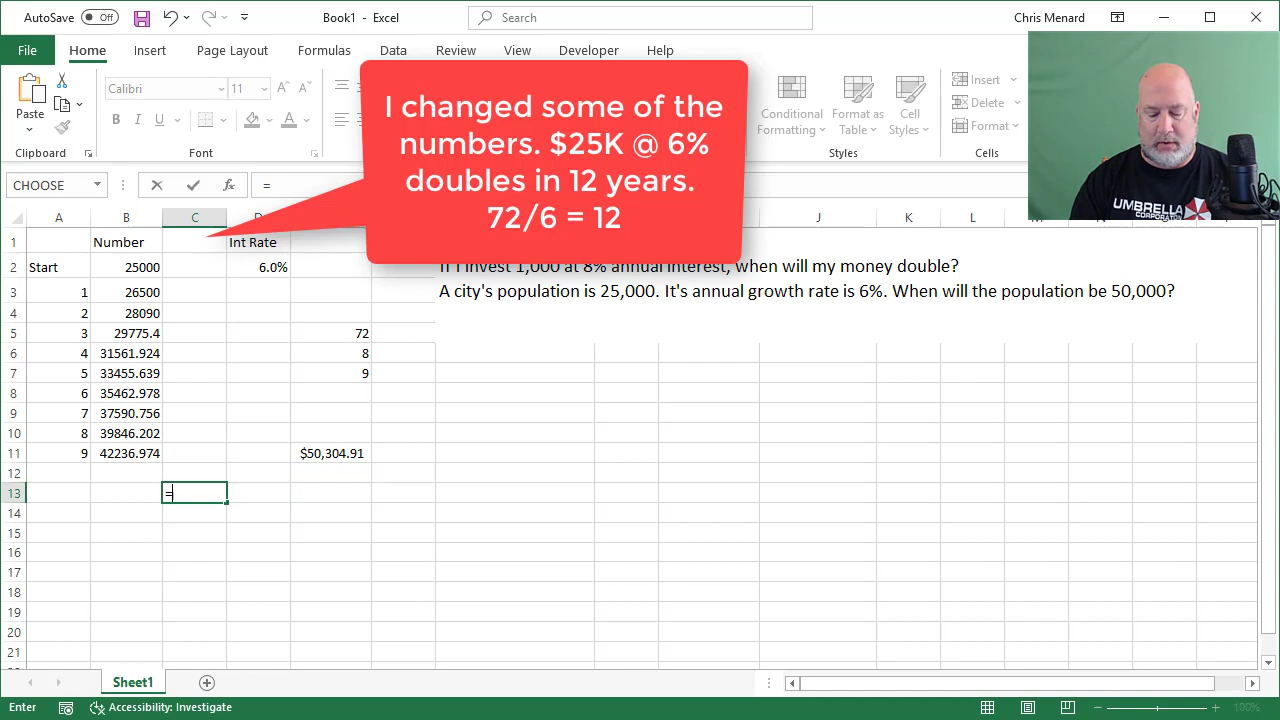 AutoSave Off Book1 - Excel Search Chris Menard
File Home Insert Page Layout Formulas Data Review View Developer Help
I changed some of the
numbers. $25K @ 6%
doubles in 12 years.
72/6 = 12
Paste
Calibri 11
Conditional Formatting
Format as Table
Cell Styles
Insert
Delete
Format
Clipboard Font Styles Cells
CHOOSE =
UMBRELLA
CORPORATION
A B C J K L
1 Number Int Rate
2 Start 25000 6.0% If I invest 1,000 at 8% annual interest, when will my money double?
3 1 26500 A city's population is 25,000. It's annual growth rate is 6%. When will the population be 50,000?
4 2 28090
5 3 29775.4 72
6 4 31561.924 8
7 5 33455.639 9
8 6 35462.978
9 7 37590.756
10 8 39846.202
11 9 42236.974 $50,304.91
12
13 =
14
15
16
17
18
19
20
21
Sheet1
Enter Accessibility: Investigate 100%